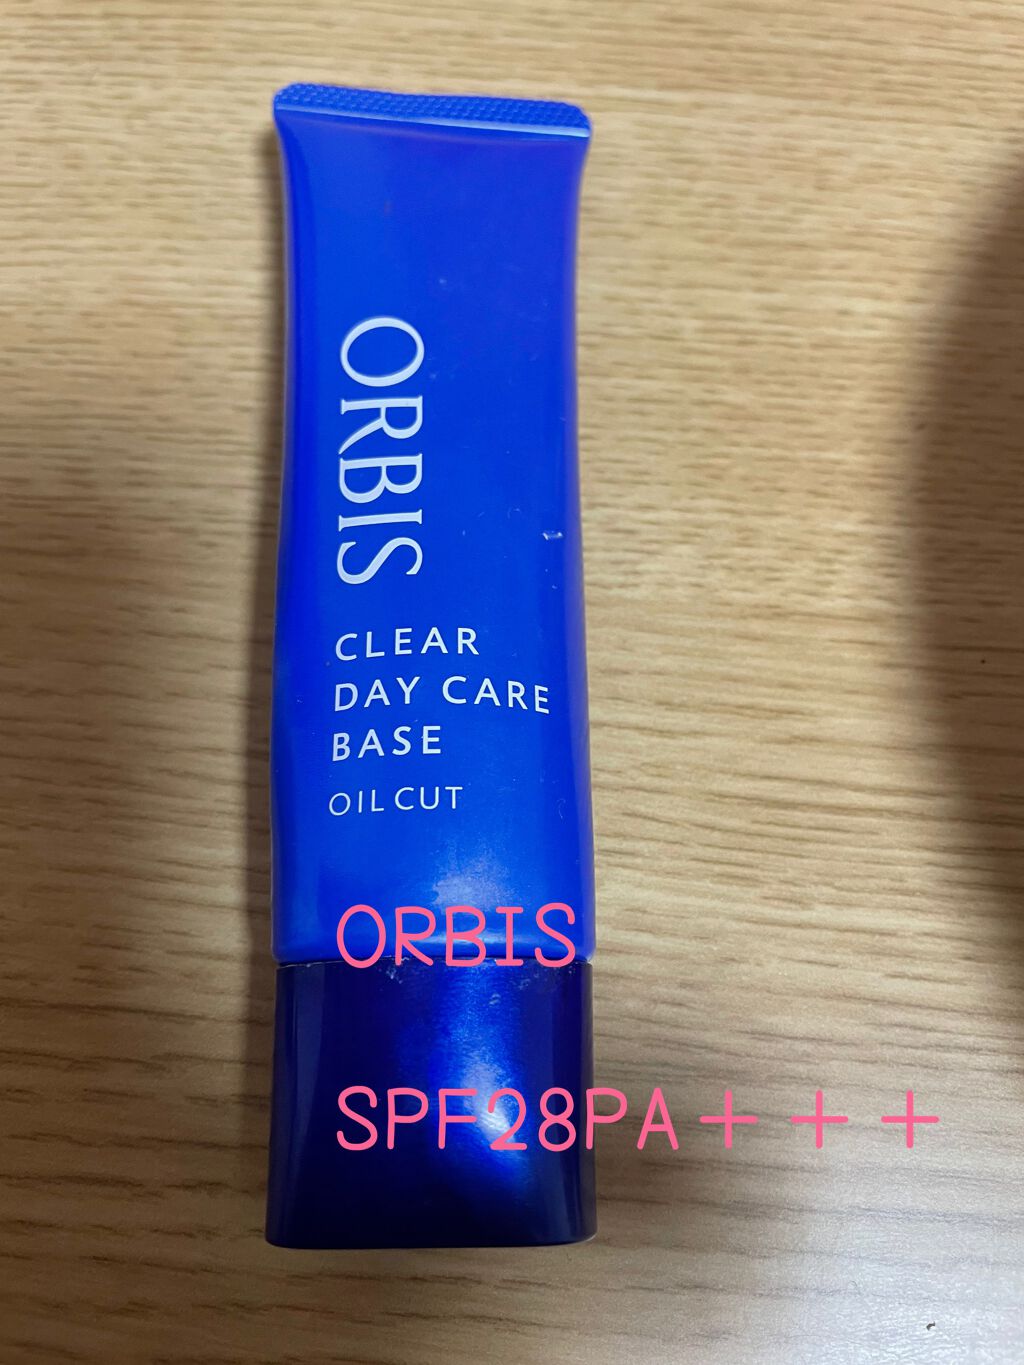 ORBIS
CLEAR
DAY CARE
BASE
OIL CUT
ORBIS
SPF28PA＋＋＋